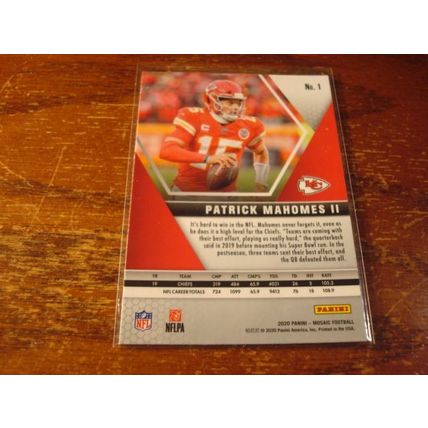 No. 1
15
KC
PATRICK MAHOMES II
It's hard to win in the NFL. Mahomes never forgets it, even as
he does it a high level for the Chiefs. "Teams are coming
with their best effort, playing us really hard," the quarterback
said in 2019 before mounting his Super Bowl run. In the
postseason, three teams sent their best effort, and
the QB defeated them all.
YR TEAM CMP ATT CMP% YDS TD INT RATE
19 CHIEFS 319 484 65.9 4031 26 5 105.3
NFL CAREER TOTALS 724 1099 65.9 9412 76 18 108.9
NFL
NFLPA
PANINI
2020 PANINI – MOSAIC FOOTBALL
© 2020 Panini America, Inc. Printed in the USA.